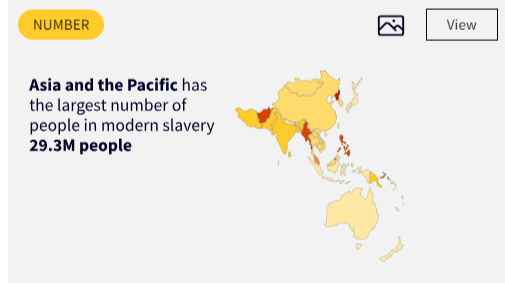 NUMBER
View
Asia and the Pacific has
the largest number of
people in modern slavery
29.3M people